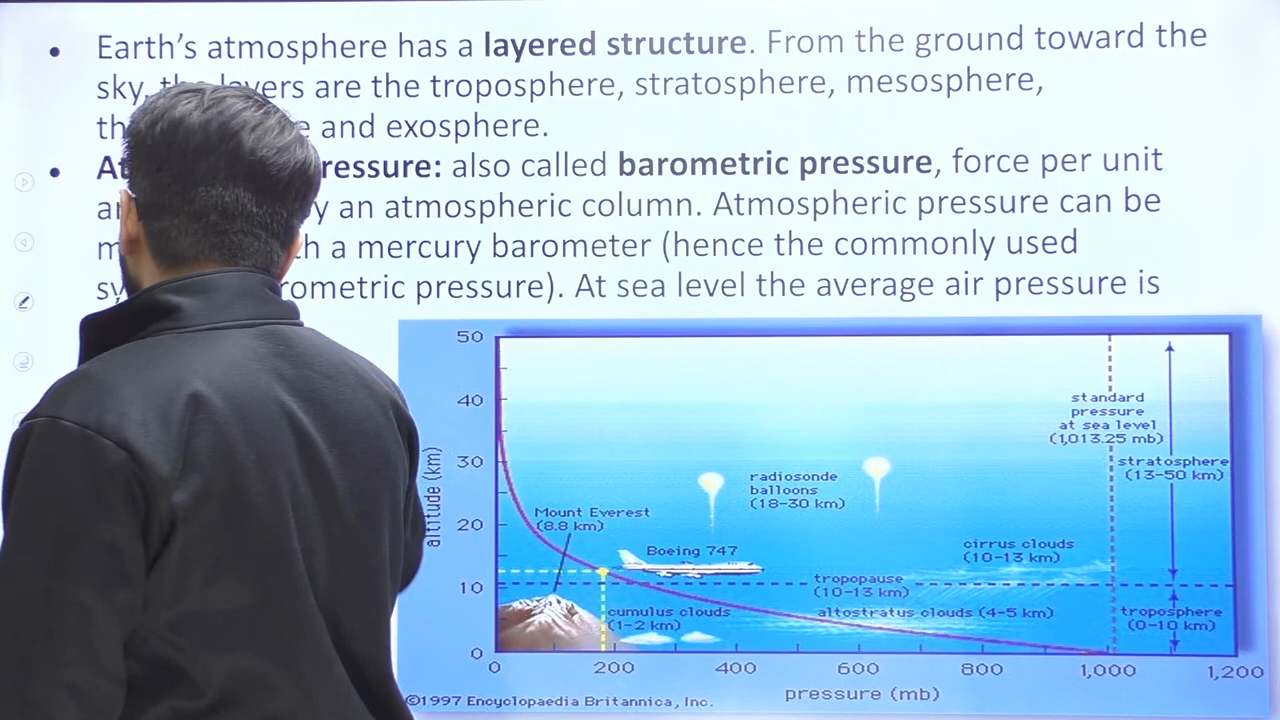 • Earth's atmosphere has a layered structure. From the ground toward the
sky, the layers are the troposphere, stratosphere, mesosphere,
and exosphere.
• pressure: also called barometric pressure, force per unit
by an atmospheric column. Atmospheric pressure can be
a mercury barometer (hence the commonly used
barometric pressure). At sea level the average air pressure is
50
40
30
20
10
0
altitude (km)
standard
pressure
at sea level
(1,013.25 mb)
stratosphere
(13-50 km)
radiosonde
balloons
(18-30 km)
Mount Everest
(8.8 km)
Boeing 747
cirrus clouds
(10-13 km)
tropopause
(10-13 km)
cumulus clouds
(1-2 km)
altostratus clouds (4-5 km)
troposphere
(0-10 km)
0 200 400 600 800 1,000 1,200
pressure (mb)
©1997 Encyclopaedia Britannica, Inc.